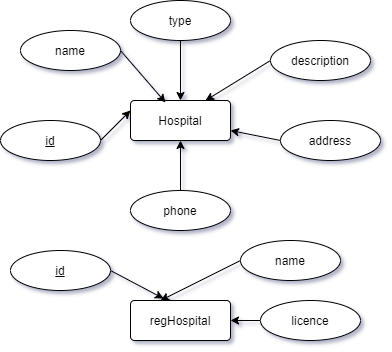 type
name
description
Hospital
id
address
phone
id
name
regHospital
licence